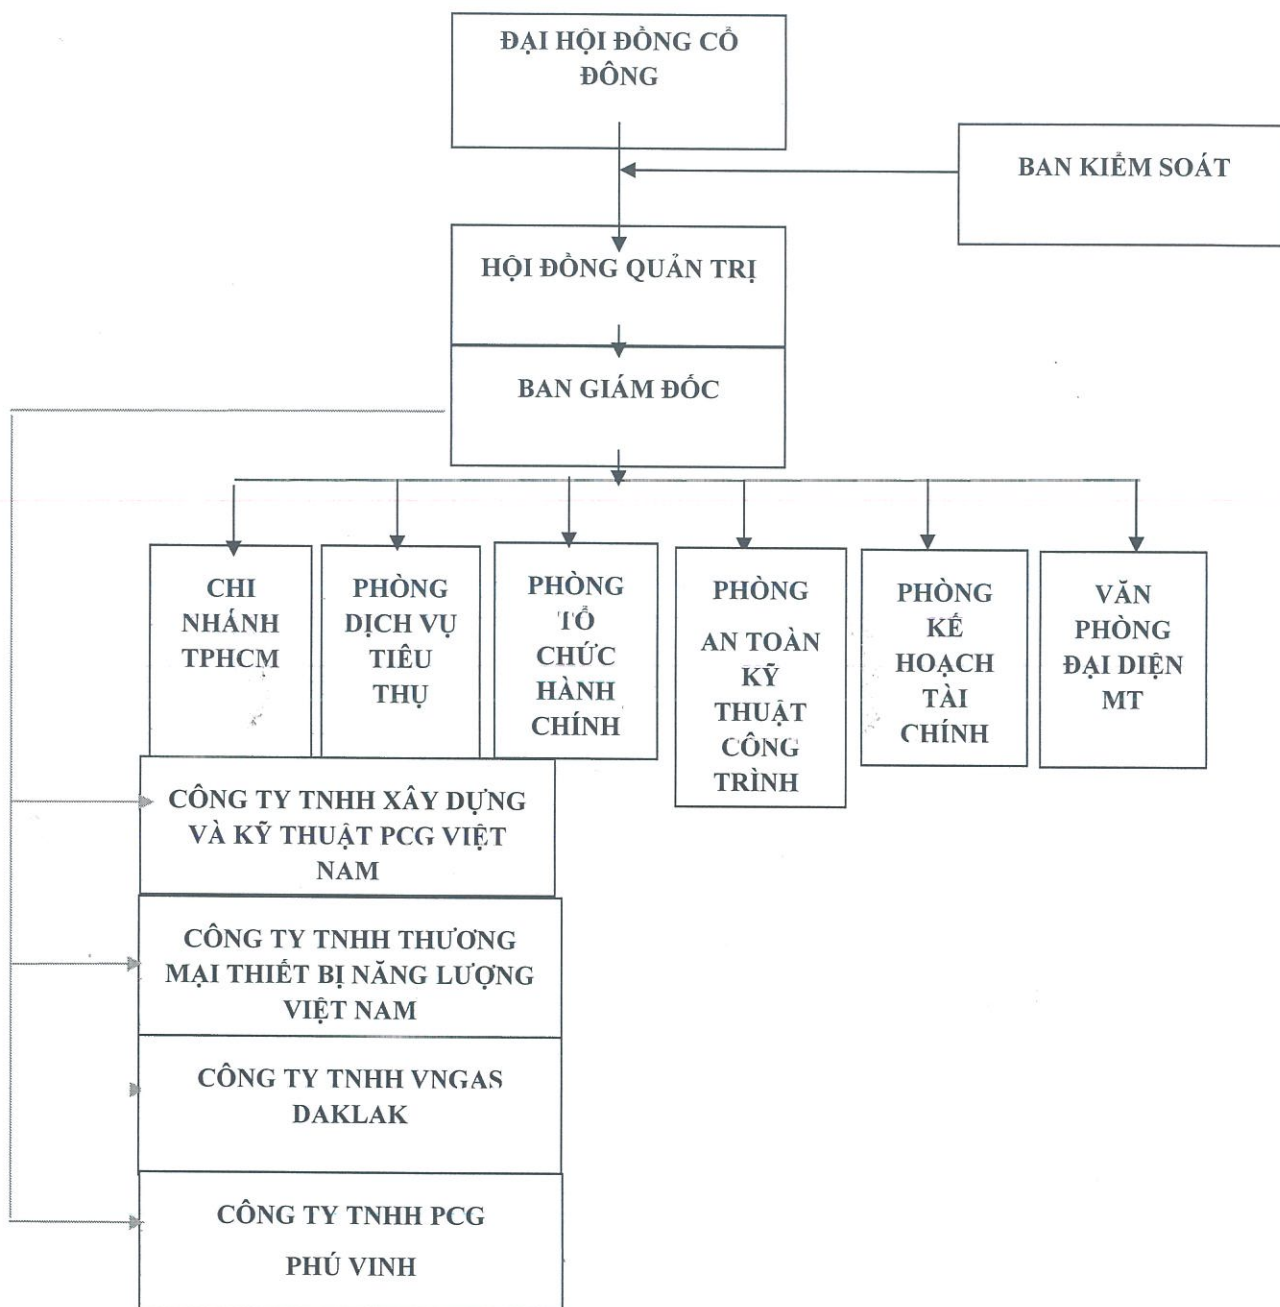 ĐẠI HỘI ĐỒNG CỔ
ĐÔNG
BAN KIỂM SOÁT
HỘI ĐỒNG QUẢN TRỊ
BAN GIÁM ĐỐC
CHI
NHÁNH
TPHCM
PHÒNG
DỊCH VỤ
TIÊU
THỤ
PHÒNG
TỔ
CHỨC
HÀNH
CHÍNH
PHÒNG
AN TOÀN
KỸ
THUẬT
CÔNG
TRÌNH
PHÒNG
KẾ
HOẠCH
TÀI
CHÍNH
VĂN
PHÒNG
ĐẠI DIỆN
MT
CÔNG TY TNHH XÂY DỰNG
VÀ KỸ THUẬT PCG VIỆT
NAM
CÔNG TY TNHH THƯƠNG
MẠI THIẾT BỊ NĂNG LƯỢNG
VIỆT NAM
CÔNG TY TNHH VNGAS
DAKLAK
CÔNG TY TNHH PCG
PHÚ VINH